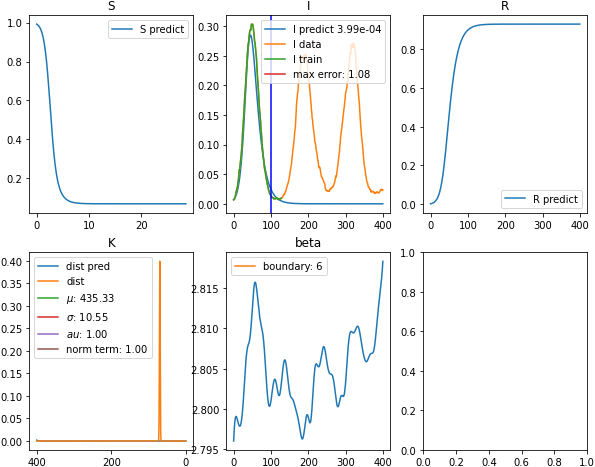 S
I
R
1.0
0.8
0.6
0.4
0.2
0 10 20
S predict
0.30
0.25
0.20
0.15
0.10
0.05
0.00
0 100 200 300 400
I predict 3.99e-04
I data
I train
max error: 1.08
0.8
0.6
0.4
0.2
0.0
0 100 200 300 400
R predict
K
beta
0.40
0.35
0.30
0.25
0.20
0.15
0.10
0.05
0.00
400 200 0
dist pred
dist
μ: 435.33
σ: 10.55
au: 1.00
norm term: 1.00
2.815
2.810
2.805
2.800
2.795
0 100 200 300 400
boundary: 6
1.0
0.8
0.6
0.4
0.2
0.0
0.0 0.2 0.4 0.6 0.8 1.0